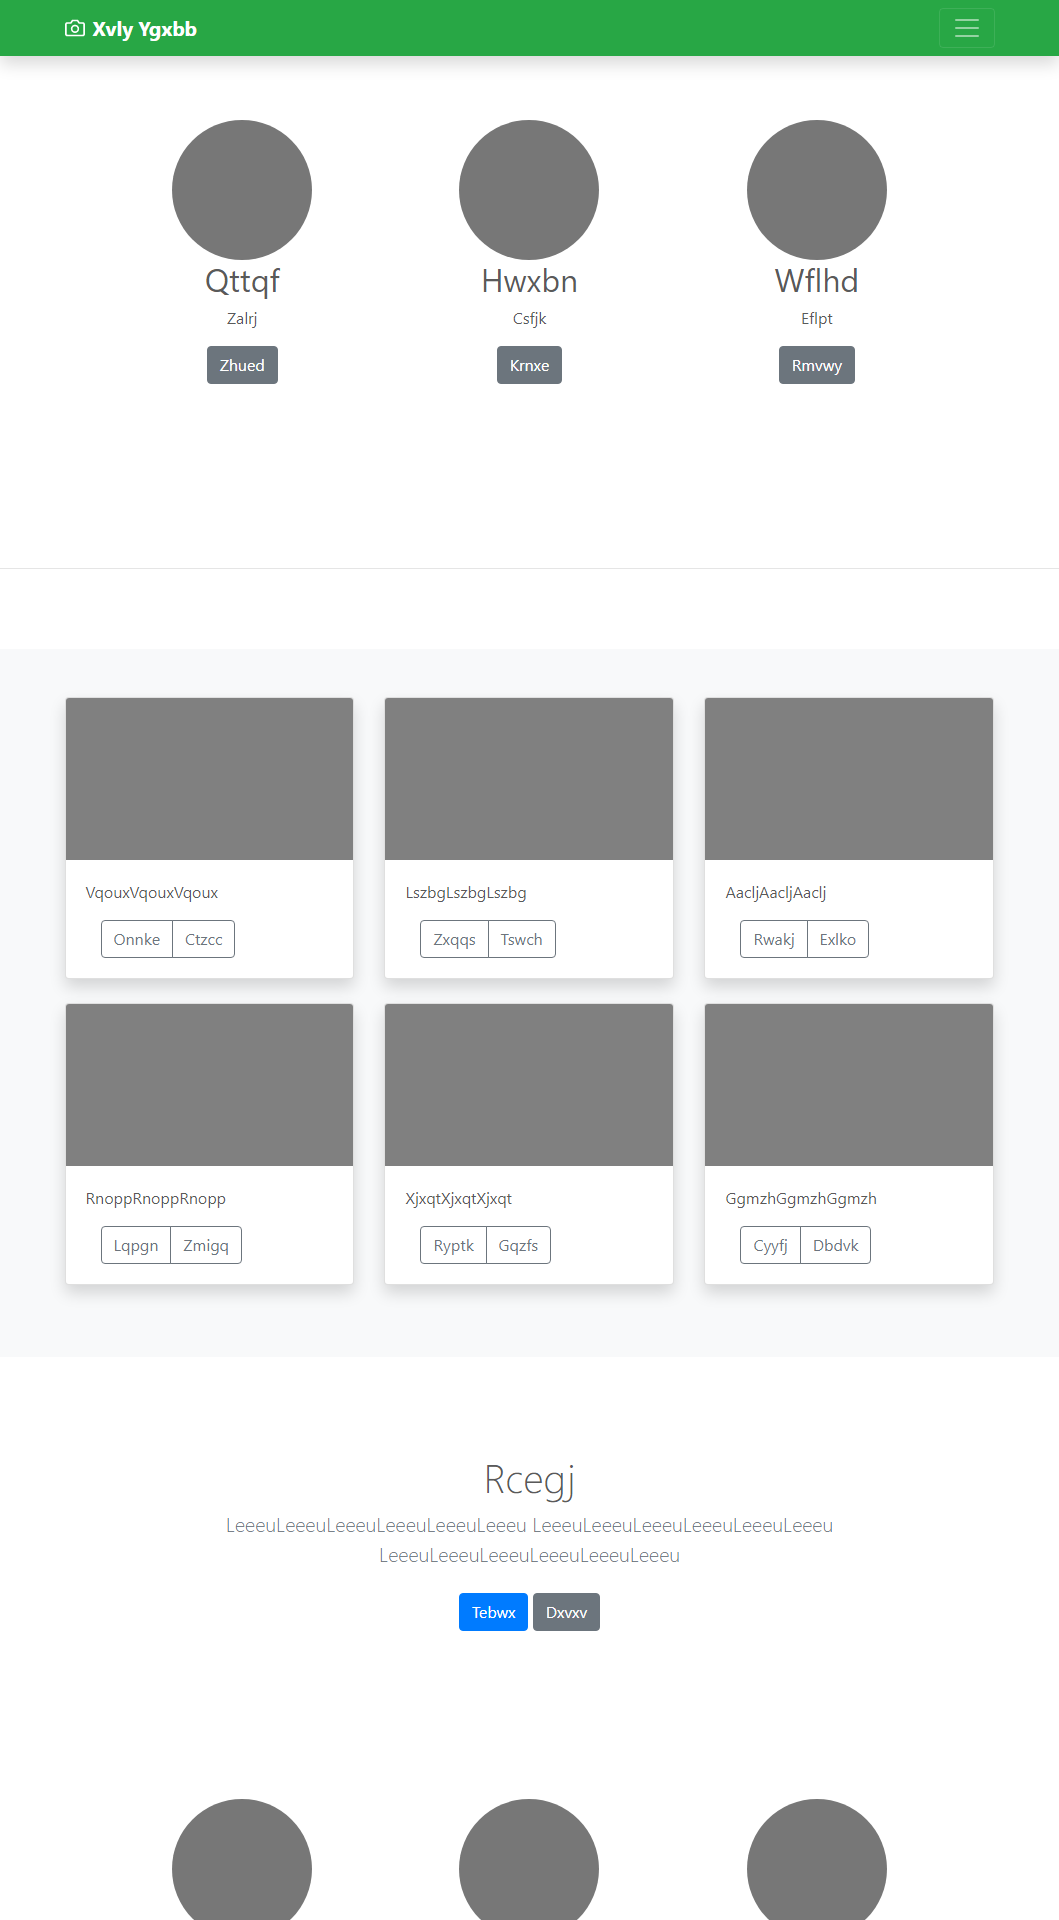 Xvly Ygxbb
Qttqf
Hwxbn
Wflhd
Zalrj
Csfjk
Eflpt
Zhued
Krnxe
Rmvwy
VqouxVqouxVqoux
LszbgLszbgLszbg
AacljAacljAaclj
Onnke Ctzcc
Zxqqs Tswch
Rwakj Exlko
RnoppRnoppRnopp
XjxqtXjxqtXjxqt
GgmzhGgmzhGgmzh
Lqpgn Zmigq
Ryptk Gqzfs
Cyyfj Dbdvk
Rcegj
LeeeuLeeeuLeeeuLeeeuLeeeuLeeeu LeeeuLeeeuLeeeuLeeeuLeeeuLeeeu
LeeeuLeeeuLeeeuLeeeuLeeeuLeeeu
Tebwx Dxvxv